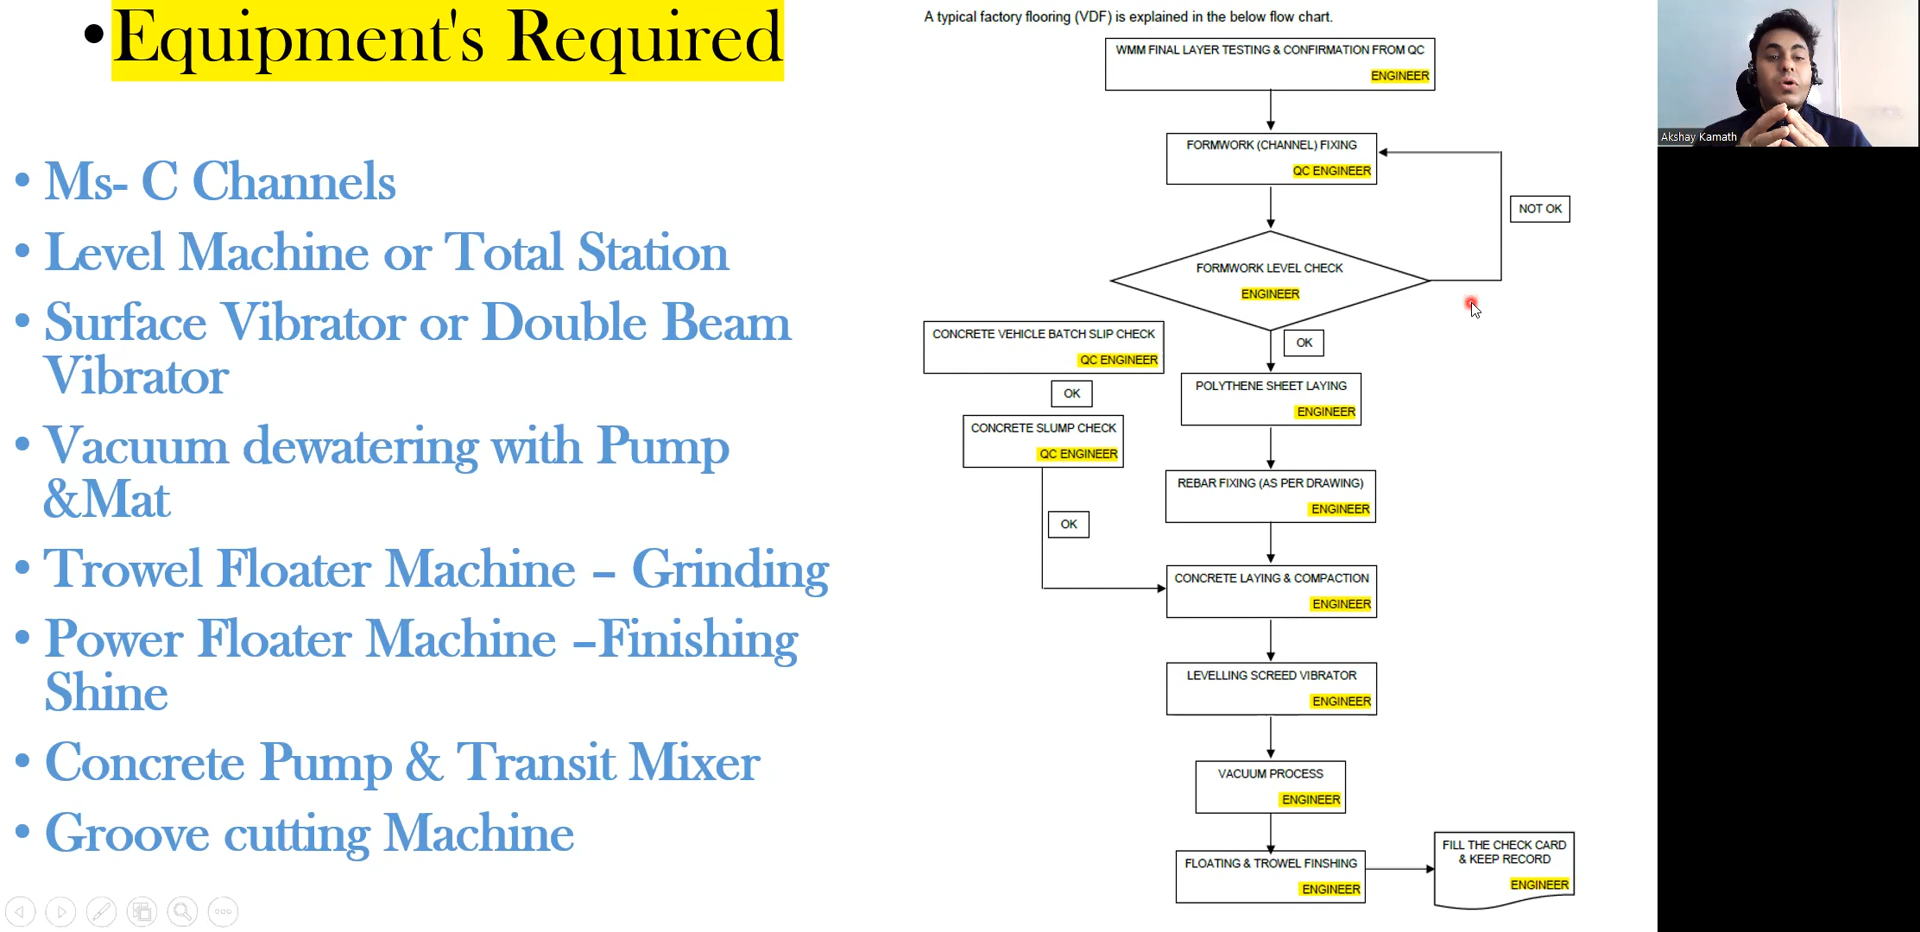 •Equipment's Required
• Ms- C Channels
• Level Machine or Total Station
• Surface Vibrator or Double Beam
Vibrator
• Vacuum dewatering with Pump
&Mat
• Trowel Floater Machine – Grinding
• Power Floater Machine –Finishing
Shine
• Concrete Pump & Transit Mixer
• Groove cutting Machine
A typical factory flooring (VDF) is explained in the below flow chart.
WMM FINAL LAYER TESTING & CONFIRMATION FROM QC
ENGINEER
FORMWORK (CHANNEL) FIXING
QC ENGINEER
NOT OK
FORMWORK LEVEL CHECK
ENGINEER
OK
CONCRETE VEHICLE BATCH SLIP CHECK
QC ENGINEER
OK
CONCRETE SLUMP CHECK
QC ENGINEER
OK
POLYTHENE SHEET LAYING
ENGINEER
REBAR FIXING (AS PER DRAWING)
ENGINEER
CONCRETE LAYING & COMPACTION
ENGINEER
LEVELLING SCREED VIBRATOR
ENGINEER
VACUUM PROCESS
ENGINEER
FLOATING & TROWEL FINSHING
ENGINEER
FILL THE CHECK CARD
& KEEP RECORD
ENGINEER
Akshay Kamath